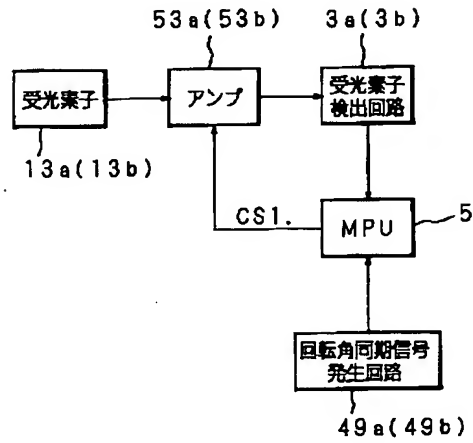 53a(53b)
3a(3b)
受光素子
アンプ
受光素子
検出回路
13a(13b)
CS1.
MPU
5
回転角同期信号
発生回路
49a(49b)